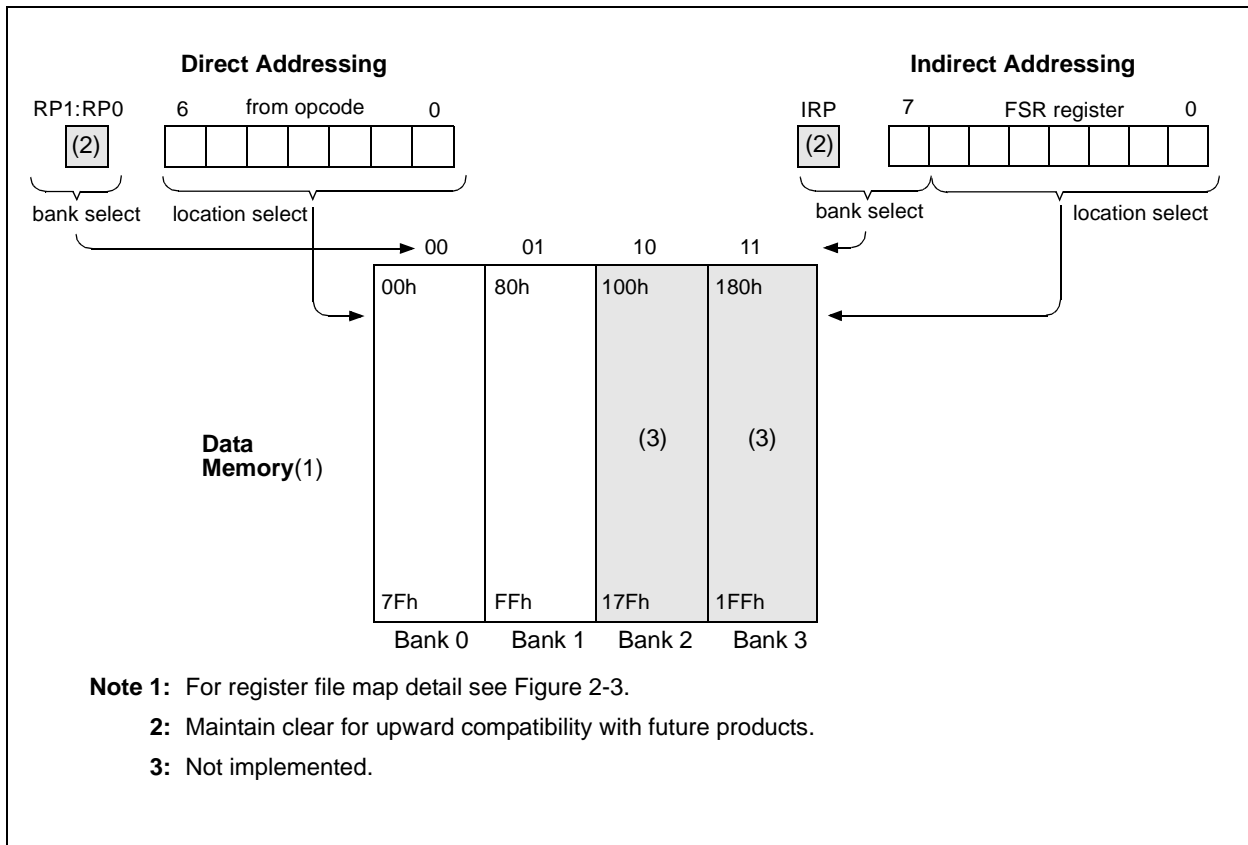 Direct Addressing Indirect Addressing
RP1:RP0 6 from opcode 0 IRP 7 FSR register 0
(2) (2)
bank select location select bank select location select
00 01 10 11
00h 80h 100h 180h
(3) (3)
Data
Memory(1)
7Fh FFh 17Fh 1FFh
Bank 0 Bank 1 Bank 2 Bank 3
Note 1: For register file map detail see Figure 2-3.
2: Maintain clear for upward compatibility with future products.
3: Not implemented.